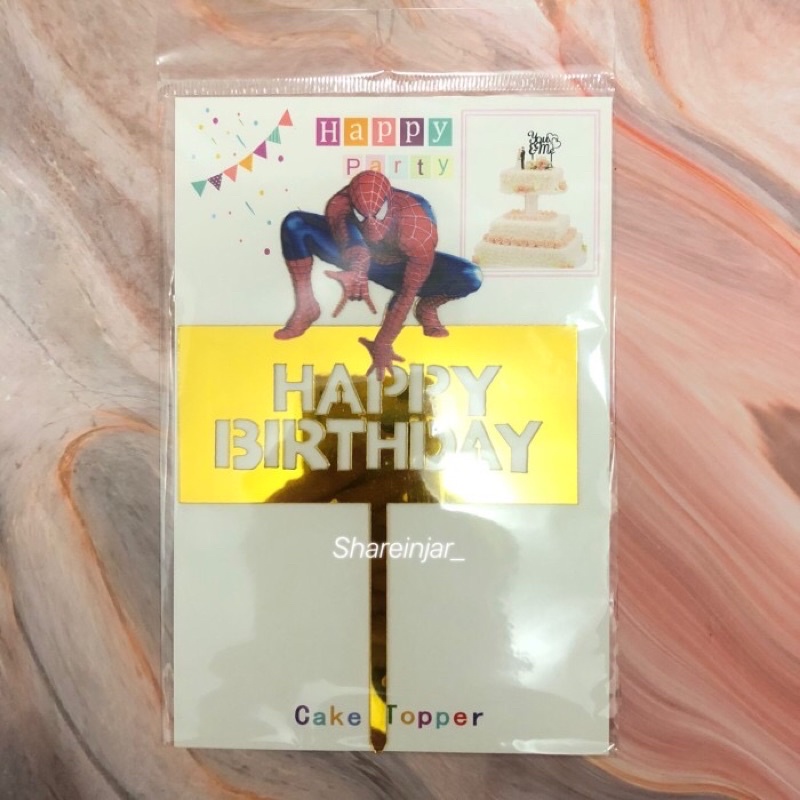 Happy
Party
You
& Me
HAPPY
BIRTHDAY
Shareinjar_
Cake Topper